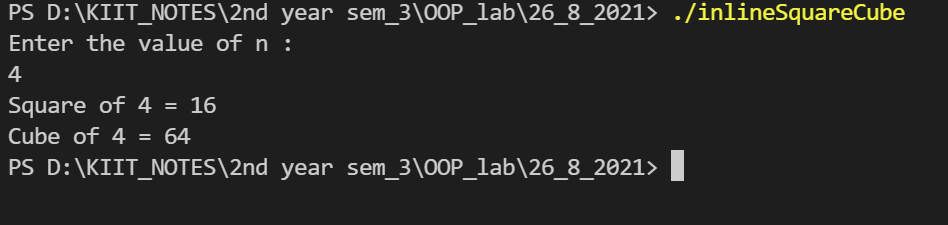 PS D:\KIIT_NOTES\2nd year sem_3\OOP_lab\26_8_2021> ./inlineSquareCube
Enter the value of n :
4
Square of 4 = 16
Cube of 4 = 64
PS D:\KIIT_NOTES\2nd year sem_3\OOP_lab\26_8_2021>